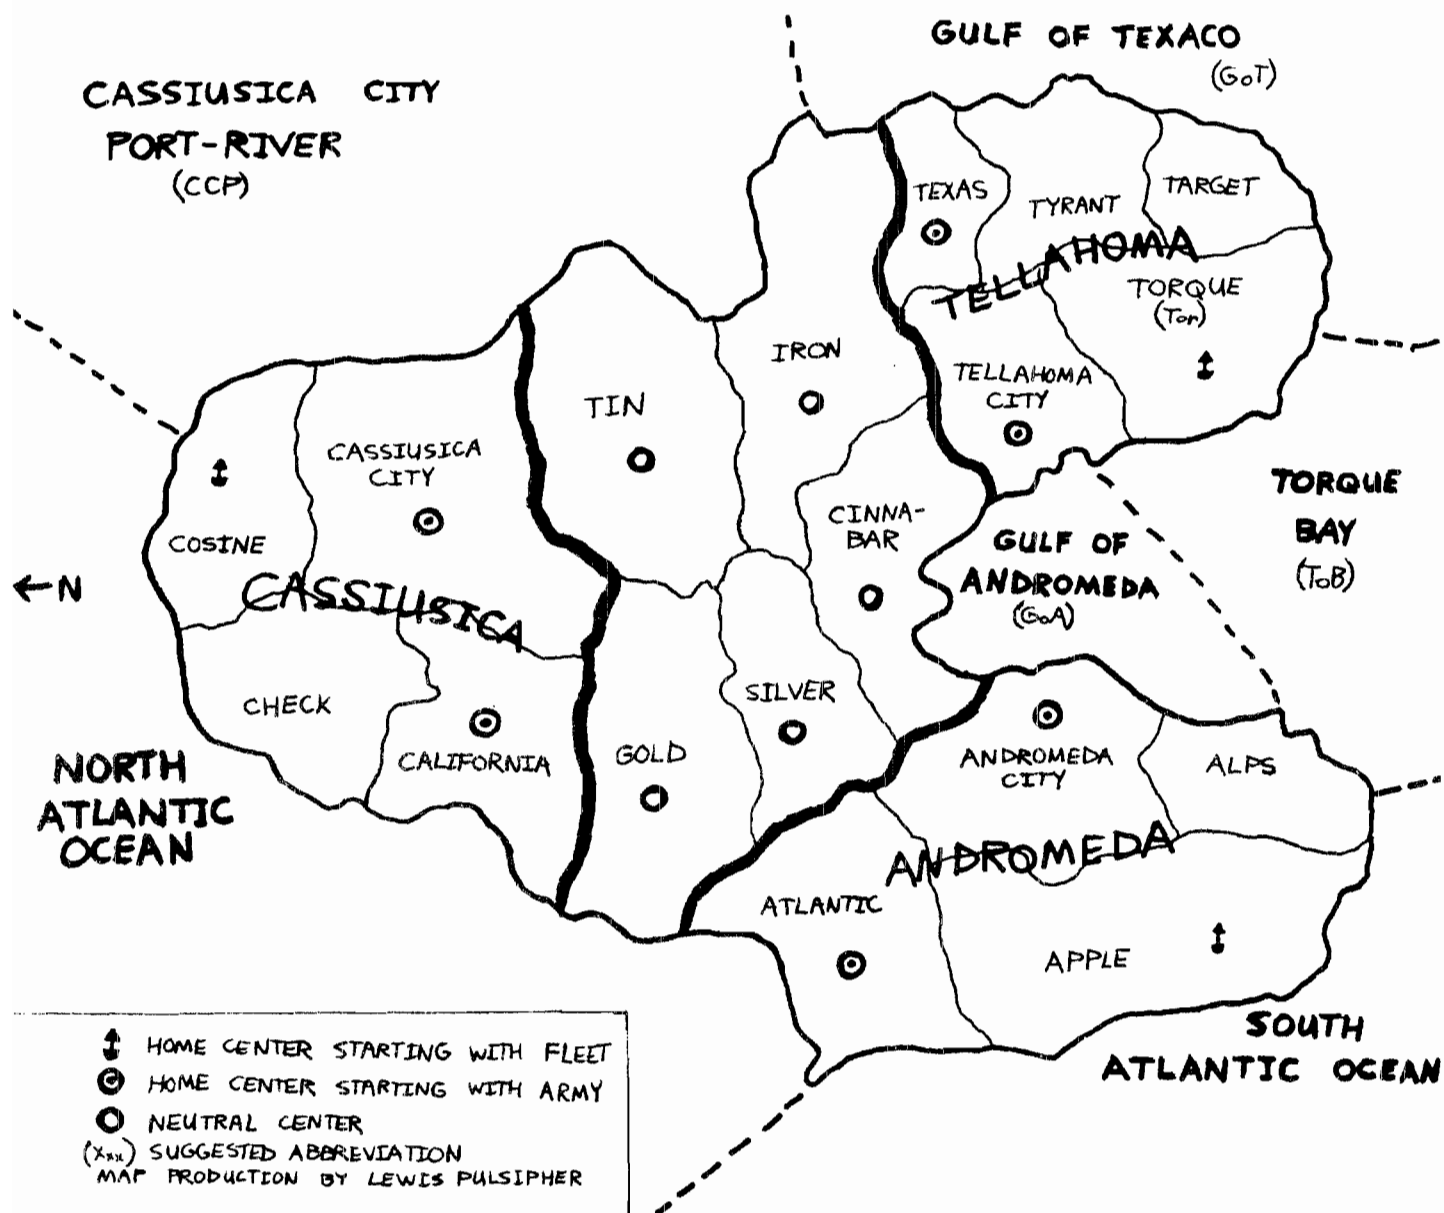 GULF OF TEXACO
(GoT)
CASSIUSICA CITY
PORT-RIVER
(CCP)
TEXAS
TYRANT
TARGET
TELLAHOMA
TORQUE
(Tor)
IRON
TELLAHOMA
CITY
TIN
CASSIUSICA
CITY
COSINE
CINNA-
BAR
GULF OF
ANDROMEDA
(GoA)
TORQUE
BAY
(ToB)
←N
CASSIUSICA
CHECK
CALIFORNIA
GOLD
SILVER
ANDROMEDA
CITY
ALPS
NORTH
ATLANTIC
OCEAN
ANDROMEDA
ATLANTIC
APPLE
SOUTH
ATLANTIC OCEAN
HOME CENTER STARTING WITH FLEET
HOME CENTER STARTING WITH ARMY
NEUTRAL CENTER
(Xxx) SUGGESTED ABBREVIATION
MAP PRODUCTION BY LEWIS PULSIPHER